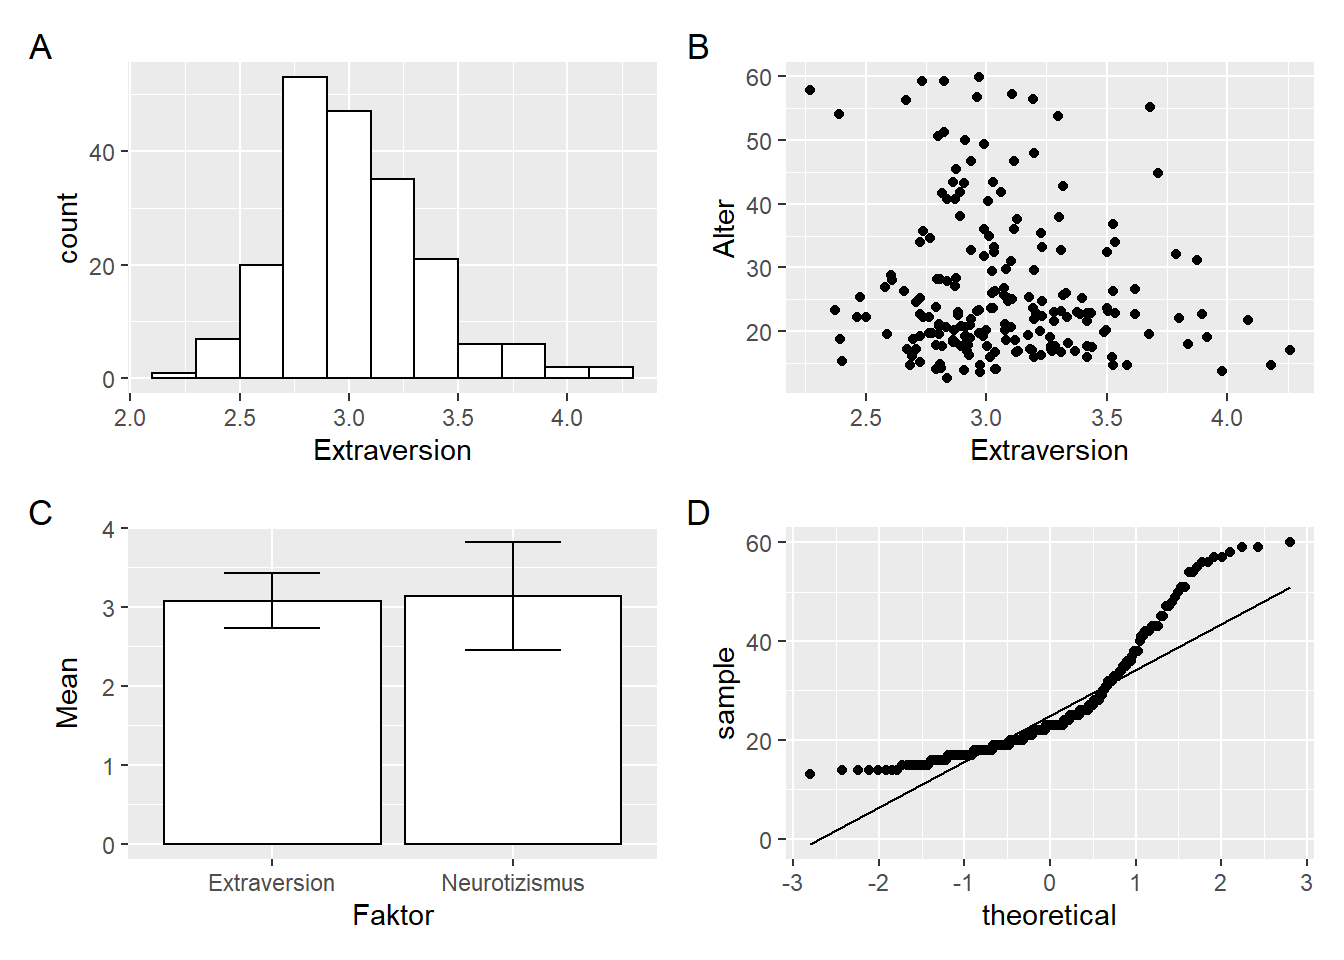 A
count
40
20
0
2.0 2.5 3.0 3.5 4.0
Extraversion
B
Alter
60
50
40
30
20
2.5 3.0 3.5 4.0
Extraversion
C
Mean
4
3
2
1
0
Extraversion Neurotizismus
Faktor
D
sample
60
40
20
0
-3 -2 -1 0 1 2 3
theoretical